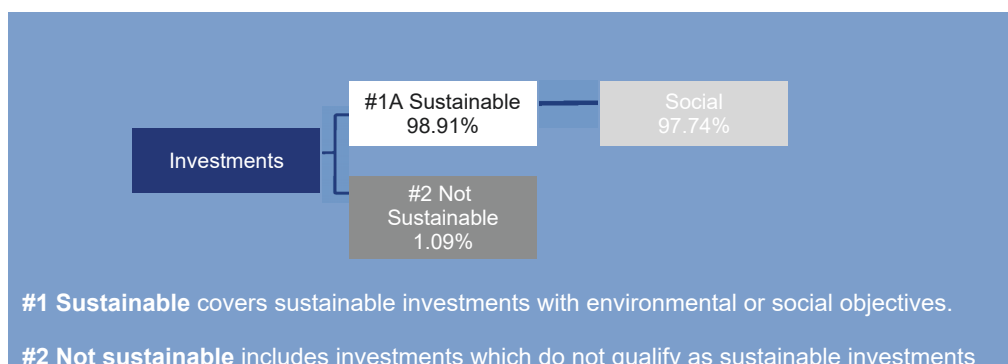 #1A Sustainable
98.91%
Social
97.74%
Investments
#2 Not
Sustainable
1.09%
#1 Sustainable covers sustainable investments with environmental or social objectives.
#2 Not sustainable includes investments which do not qualify as sustainable investments